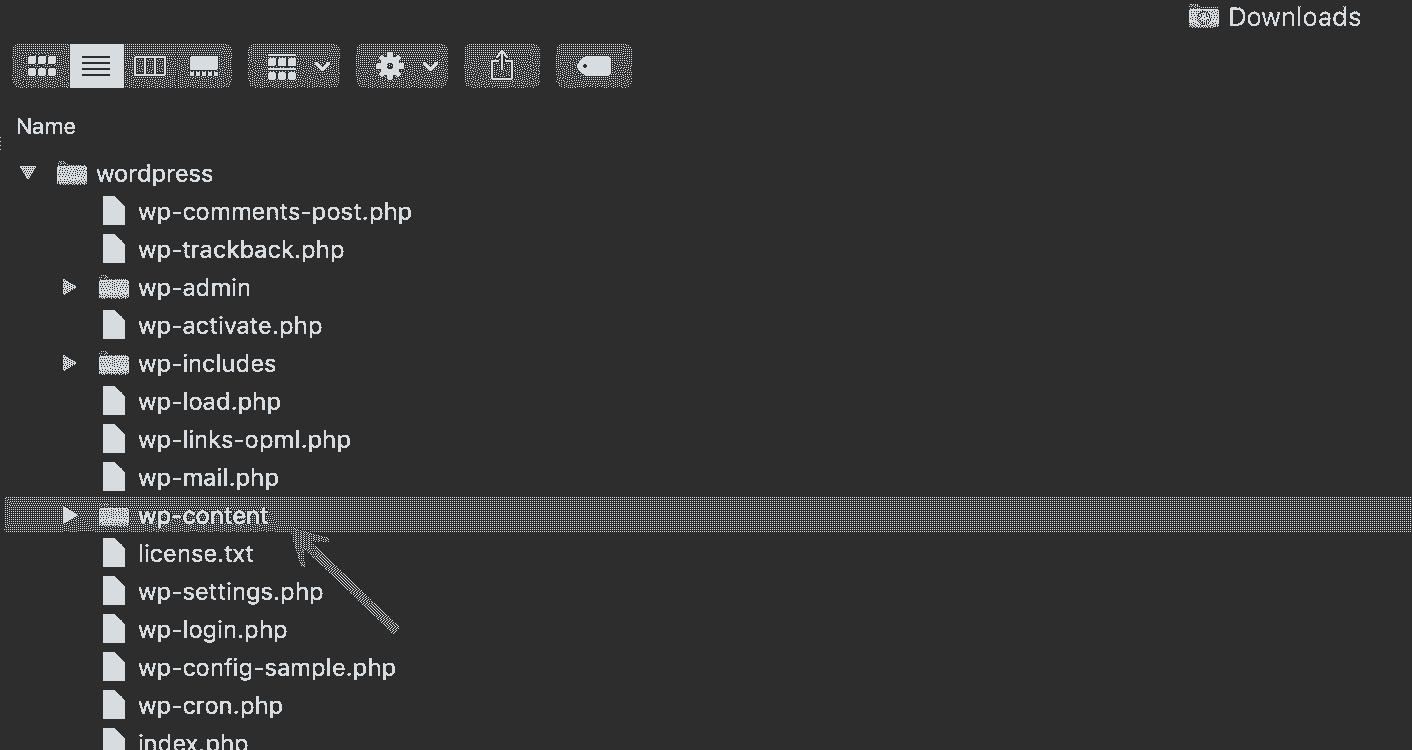 Downloads
Name
wordpress
wp-comments-post.php
wp-trackback.php
wp-admin
wp-activate.php
wp-includes
wp-load.php
wp-links-opml.php
wp-mail.php
wp-content
license.txt
wp-settings.php
wp-login.php
wp-config-sample.php
wp-cron.php
index.php